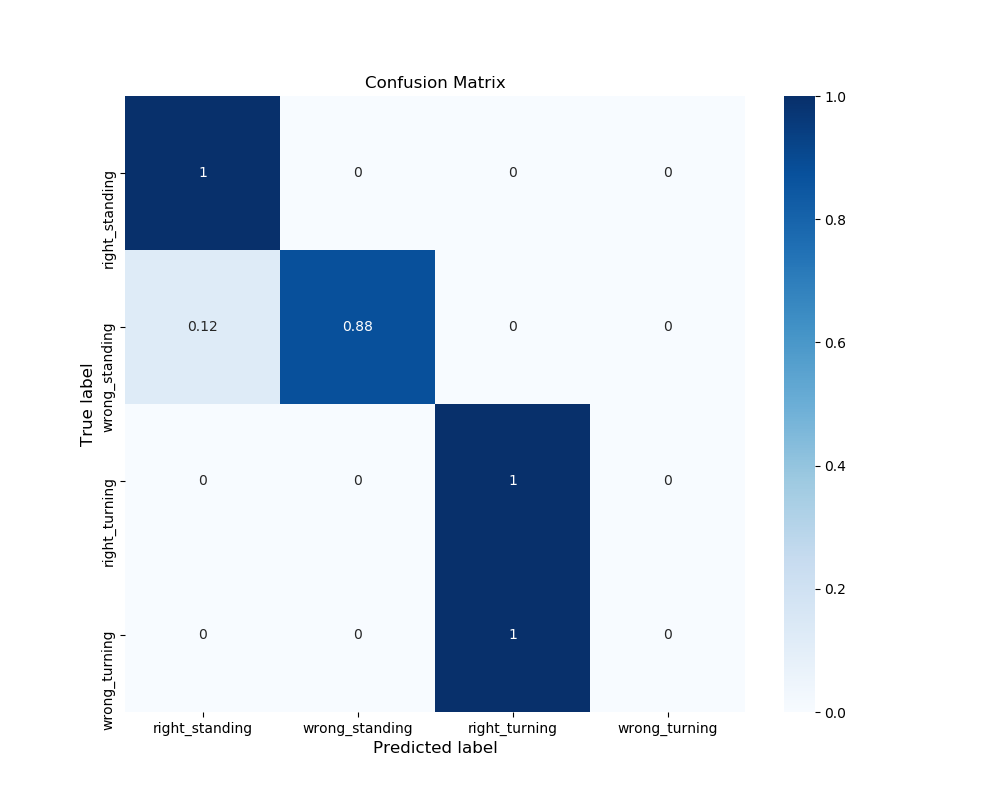 Confusion Matrix
True label
right_standing
1 0 0 0
wrong_standing
0.12 0.88 0 0
right_turning
0 0 1 0
wrong_turning
0 0 1 0
right_standing wrong_standing right_turning wrong_turning
Predicted label
1.0
0.8
0.6
0.4
0.2
0.0